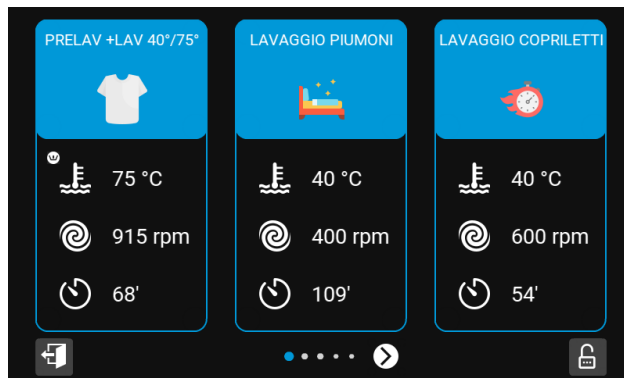 PRELAV +LAV 40°/75°
75 °C
915 rpm
68'
LAVAGGIO PIUMONI
40 °C
400 rpm
109'
LAVAGGIO COPRILETTI
40 °C
600 rpm
54'